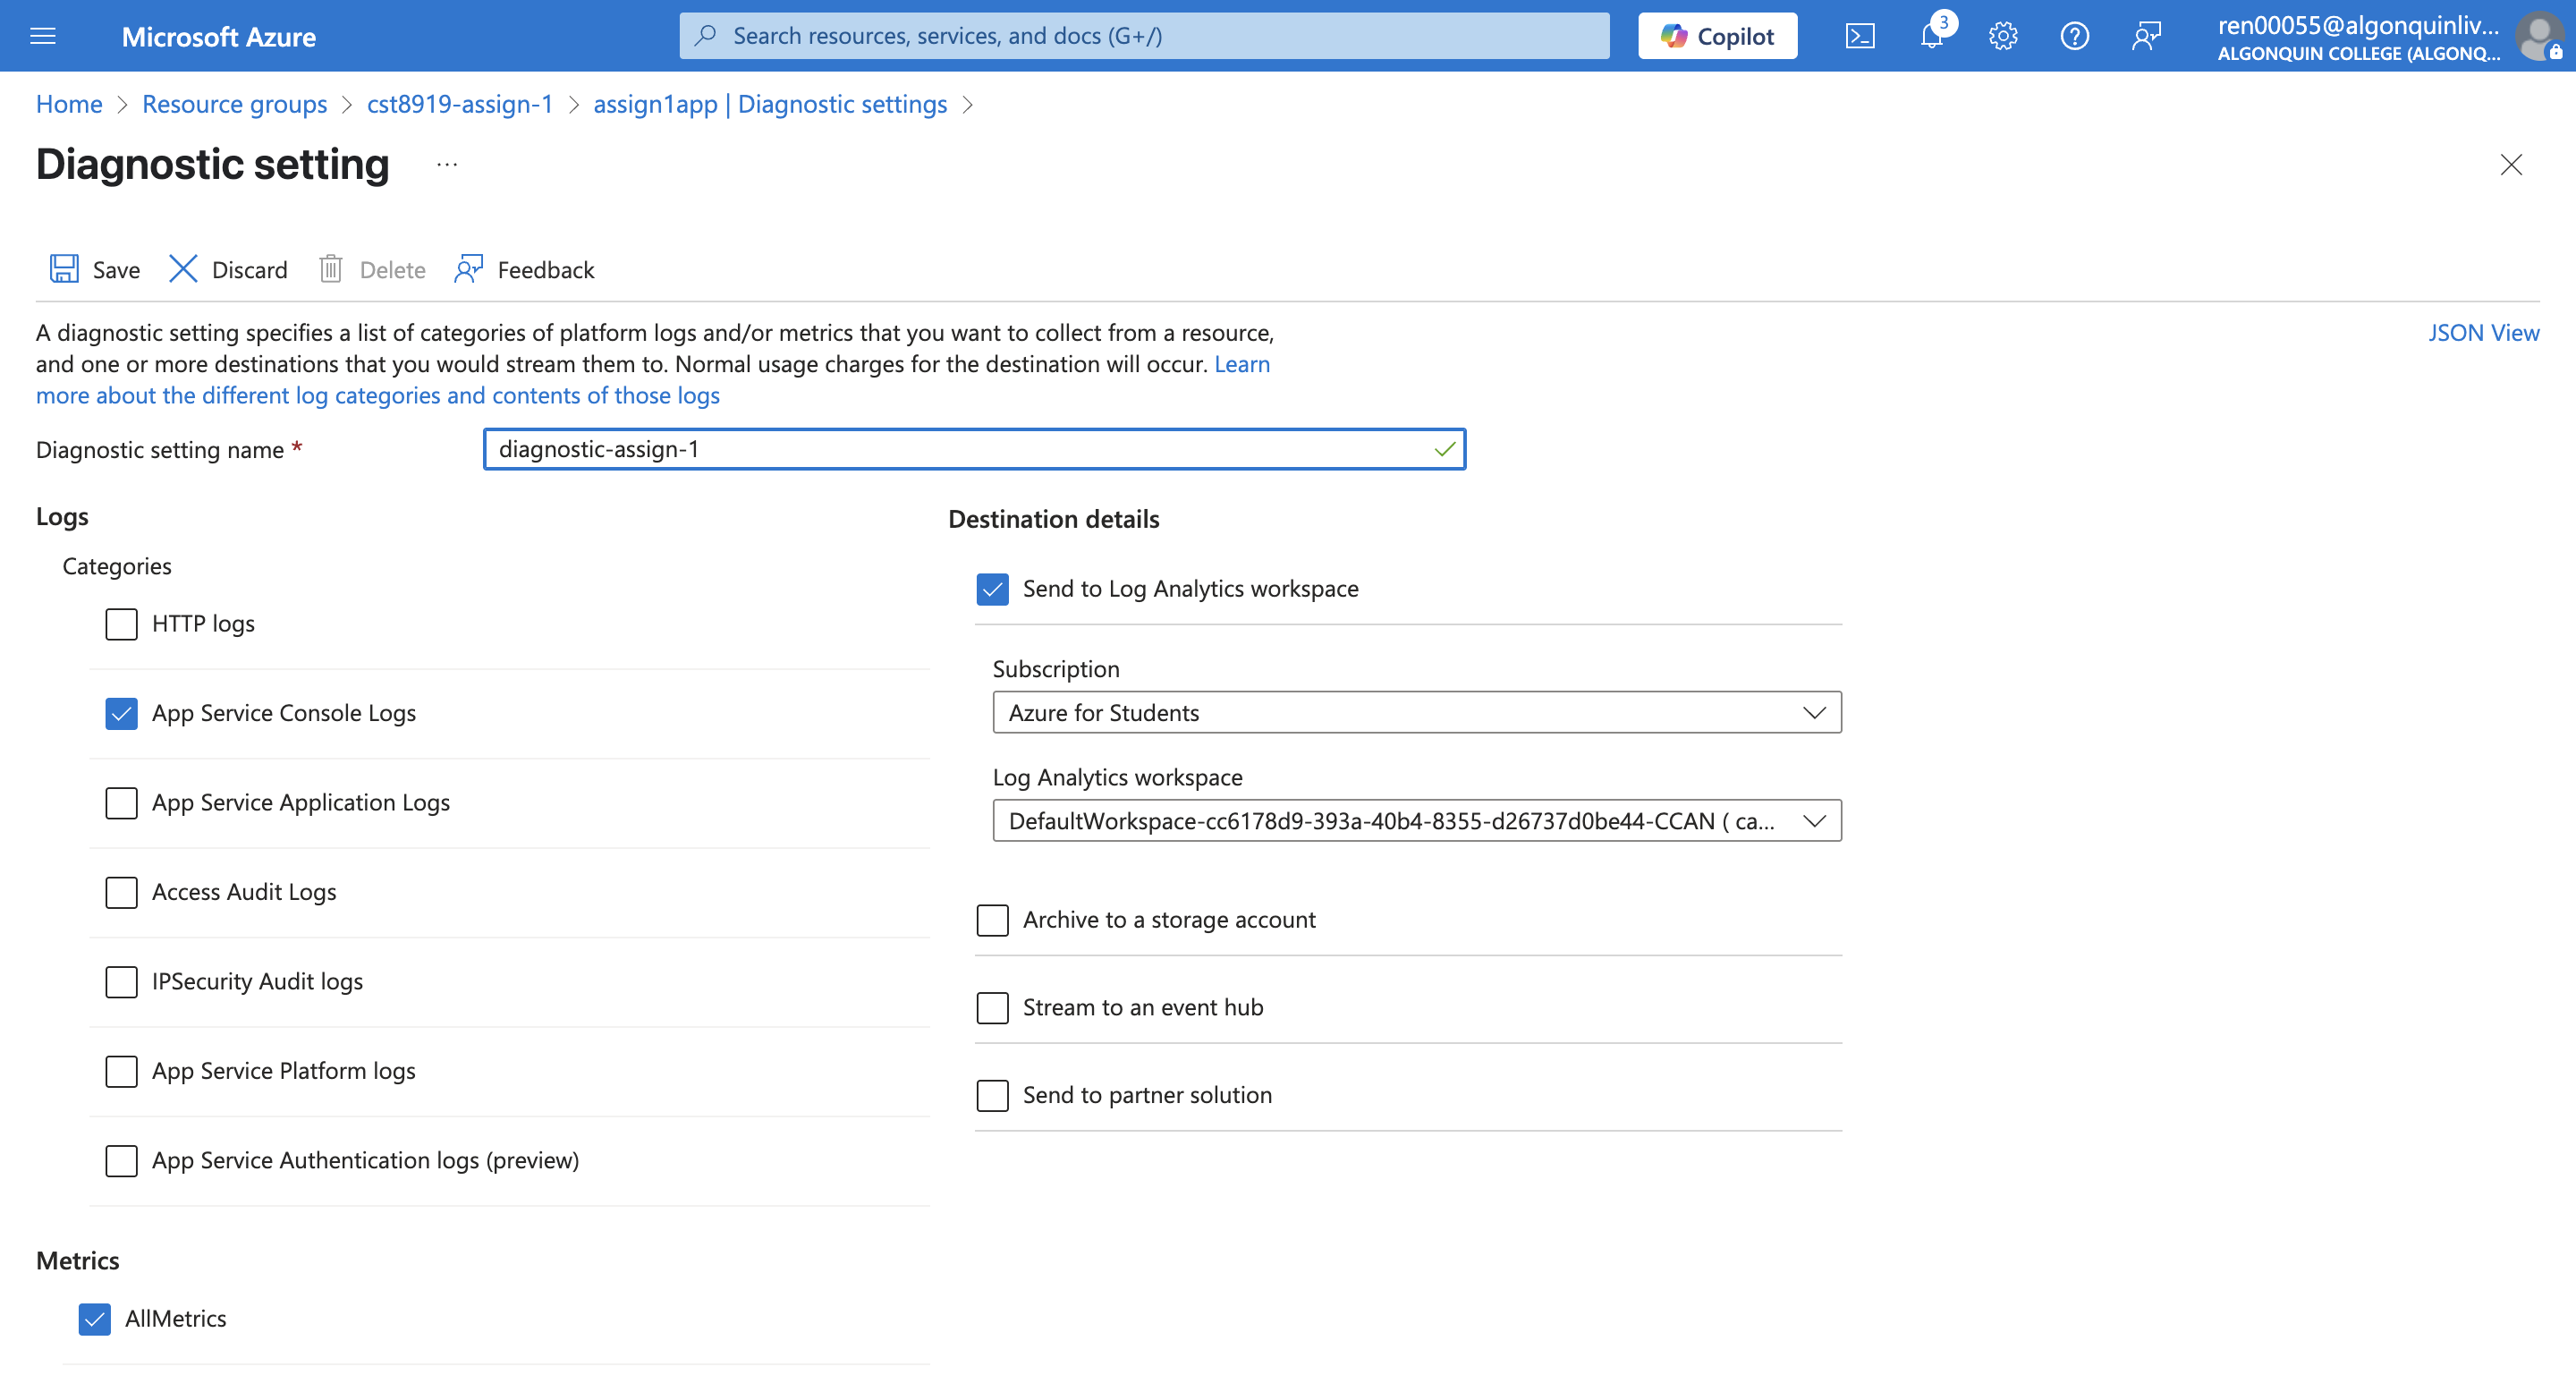 Microsoft Azure
Search resources, services, and docs (G+/)
Copilot
3
ren00055@algonquinliv...
ALGONQUIN COLLEGE (ALGONQ...
Home > Resource groups > cst8919-assign-1 > assign1app | Diagnostic settings >
Diagnostic setting ...
Save Discard Delete Feedback
A diagnostic setting specifies a list of categories of platform logs and/or metrics that you want to collect from a resource,
and one or more destinations that you would stream them to. Normal usage charges for the destination will occur. Learn
more about the different log categories and contents of those logs
JSON View
Diagnostic setting name *
diagnostic-assign-1
Logs
Categories
HTTP logs
App Service Console Logs
App Service Application Logs
Access Audit Logs
IPSecurity Audit logs
App Service Platform logs
App Service Authentication logs (preview)
Metrics
AllMetrics
Destination details
Send to Log Analytics workspace
Subscription
Azure for Students
Log Analytics workspace
DefaultWorkspace-cc6178d9-393a-40b4-8355-d26737d0be44-CCAN ( ca...
Archive to a storage account
Stream to an event hub
Send to partner solution